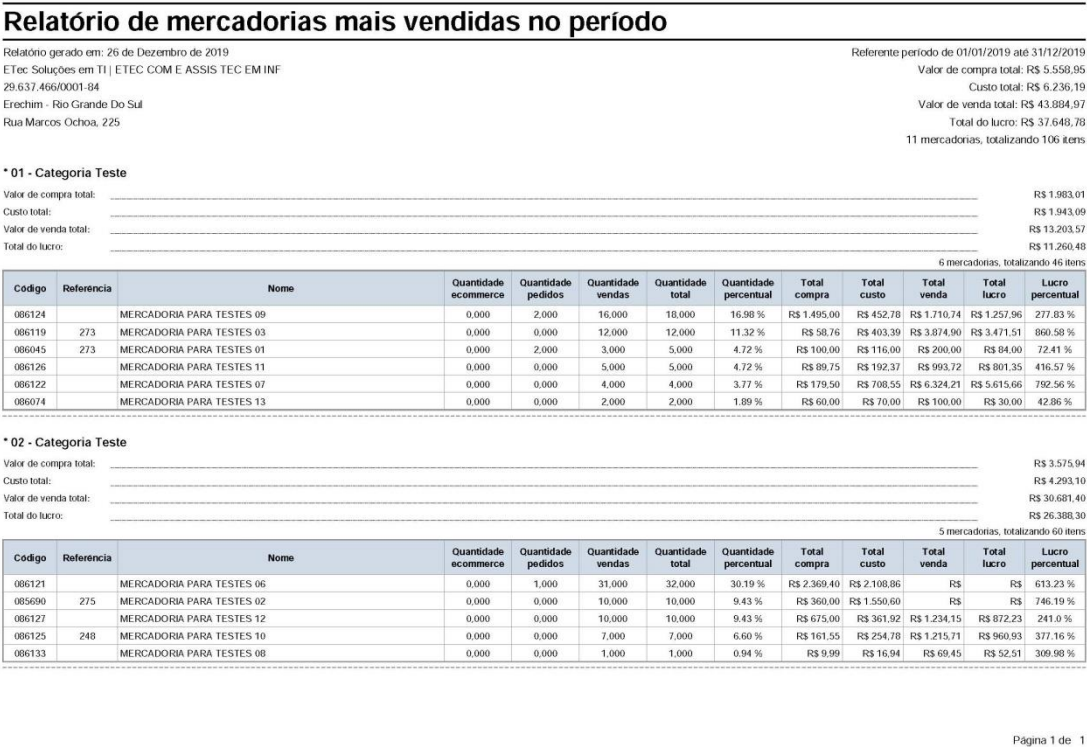 Relatório de mercadorias mais vendidas no período
Relatório gerado em: 26 de Dezembro de 2019
Referente período de 01/01/2019 até 31/12/2019
ETec Soluções em TI | ETEC COM E ASSIS TEC EM INF
Valor de compra total: R$ 5.558,95
29.637.466/0001-84
Custo total: R$ 6.236,19
Erechim - Rio Grande Do Sul
Valor de venda total: R$ 43.884,97
Rua Marcos Ochoa, 225
Total do lucro: R$ 37.648,78
11 mercadorias, totalizando 106 itens
* 01 - Categoria Teste
Valor de compra total: R$ 1.983,01
Custo total: R$ 1.943,09
Valor de venda total: R$ 13.203,57
Total do lucro: R$ 11.260,48
6 mercadorias, totalizando 46 itens
Código Referência Nome Quantidade ecommerce Quantidade pedidos Quantidade vendas Quantidade total Quantidade percentual Total compra Total custo Total venda Total lucro Lucro percentual
086124 MERCADORIA PARA TESTES 09 0,000 2,000 16,000 18,000 16.98 % R$ 1.495,00 R$ 452,78 R$ 1.710,74 R$ 1.257,96 277.83 %
086119 273 MERCADORIA PARA TESTES 03 0,000 0,000 12,000 12,000 11.32 % R$ 58,76 R$ 403,39 R$ 3.874,90 R$ 3.471,51 860.58 %
086045 273 MERCADORIA PARA TESTES 01 0,000 2,000 3,000 5,000 4.72 % R$ 100,00 R$ 116,00 R$ 200,00 R$ 84,00 72.41 %
086126 MERCADORIA PARA TESTES 11 0,000 0,000 5,000 5,000 4.72 % R$ 89,75 R$ 192,37 R$ 993,72 R$ 801,35 416.57 %
086122 MERCADORIA PARA TESTES 07 0,000 0,000 4,000 4,000 3.77 % R$ 179,50 R$ 708,55 R$ 6.324,21 R$ 5.615,66 792.56 %
086074 MERCADORIA PARA TESTES 13 0,000 0,000 2,000 2,000 1.89 % R$ 60,00 R$ 70,00 R$ 100,00 R$ 30,00 42.86 %
* 02 - Categoria Teste
Valor de compra total: R$ 3.575,94
Custo total: R$ 4.293,10
Valor de venda total: R$ 30.681,40
Total do lucro: R$ 26.388,30
5 mercadorias, totalizando 60 itens
Código Referência Nome Quantidade ecommerce Quantidade pedidos Quantidade vendas Quantidade total Quantidade percentual Total compra Total custo Total venda Total lucro Lucro percentual
086121 MERCADORIA PARA TESTES 06 0,000 1,000 31,000 32,000 30.19 % R$ 2.369,40 R$ 2.108,86 R$ R$ 613.23 %
085690 275 MERCADORIA PARA TESTES 02 0,000 0,000 10,000 10,000 9.43 % R$ 360,00 R$ 1.550,60 R$ R$ 746.19 %
086127 MERCADORIA PARA TESTES 12 0,000 0,000 10,000 10,000 9.43 % R$ 675,00 R$ 361,92 R$ 1.234,15 R$ 872,23 241.0 %
086125 248 MERCADORIA PARA TESTES 10 0,000 0,000 7,000 7,000 6.60 % R$ 161,55 R$ 254,78 R$ 1.215,71 R$ 960,93 377.16 %
086133 MERCADORIA PARA TESTES 08 0,000 0,000 1,000 1,000 0.94 % R$ 9,99 R$ 16,94 R$ 69,45 R$ 52,51 309.98 %
Página 1 de 1